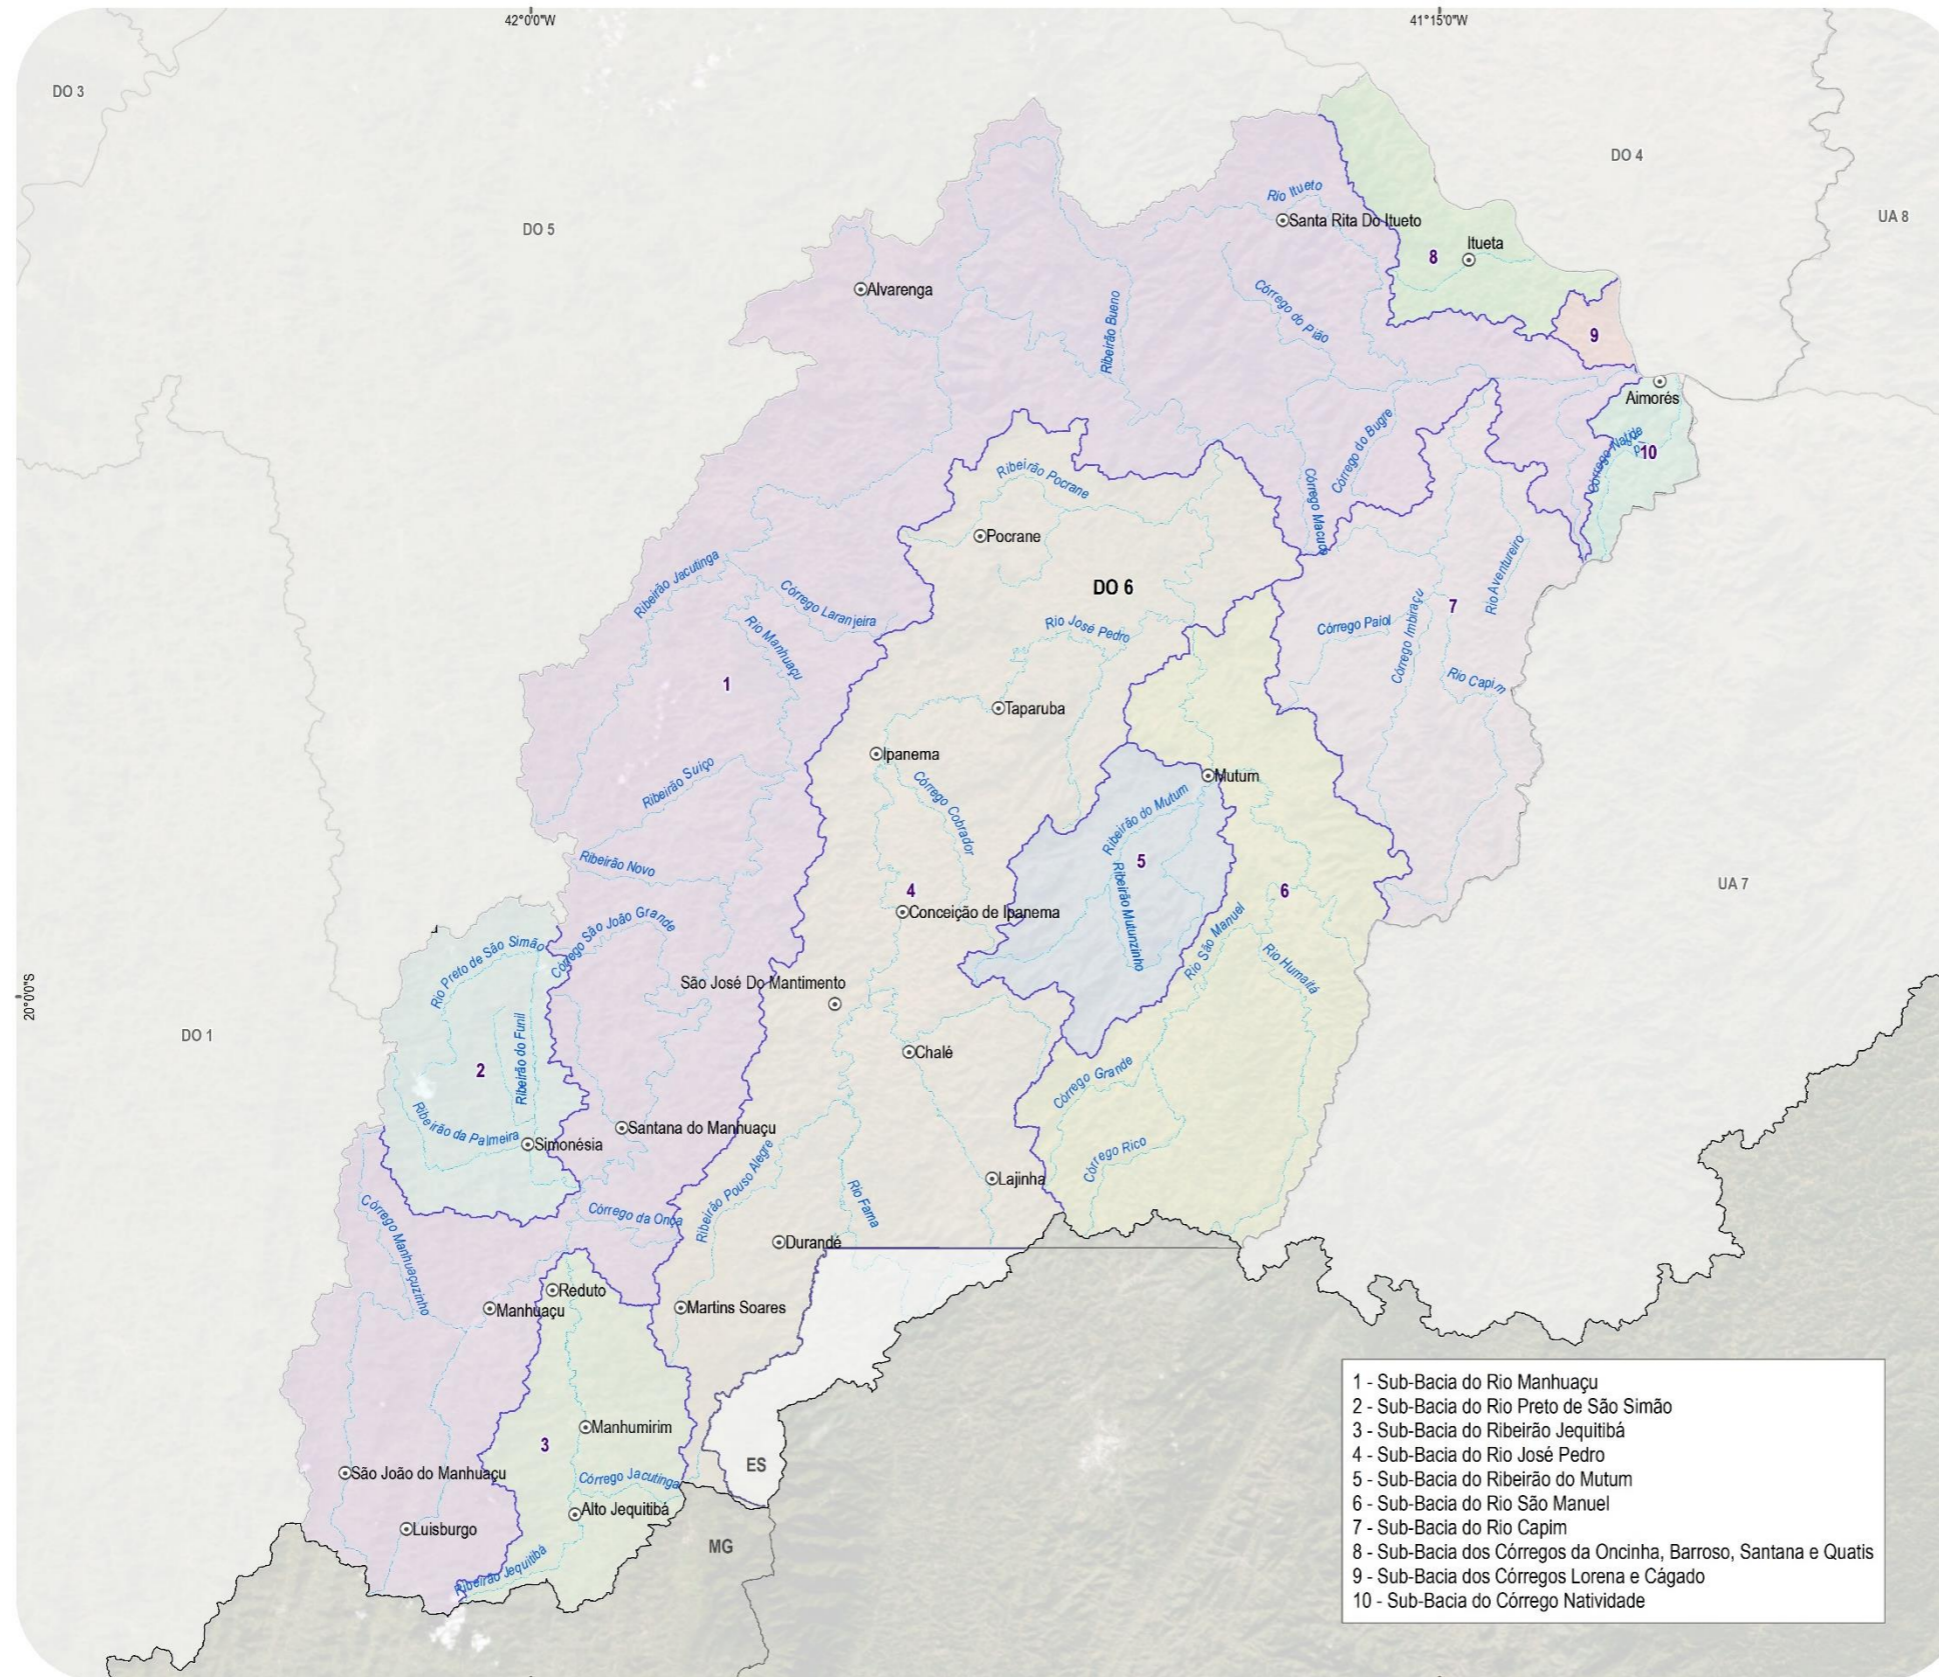 42°0'0"W
41°15'0"W
DO 3
DO 4
UA 8
DO 5
Rio Itueto
Santa Rita Do Itueto
Itueta
8
Alvarenga
Córrego do Pião
Ribeirão Bueno
9
Aimorés
Córrego do Bugre
10
Ribeirão Pocrane
Córrego Macuco
Pocrane
Rio Aventureiro
Ribeirão Jacutinga
DO 6
Córrego Laranjeira
7
Córrego Imbiraçu
Córrego Paiol
Rio José Pedro
Rio Manhuaçu
1
Rio Capim
Taparuba
Ipanema
Ribeirão Suiço
Mutum
Córrego Cobrador
Ribeirão do Mutum
Ribeirão Novo
5
UA 7
4
6
Conceição de Ipanema
Ribeirão Mutunzinho
Córrego São João Grande
Rio São Manuel
Rio Preto de São Simão
Rio Humaitá
São José Do Mantimento
20°0'0"S
DO 1
Chalé
Ribeirão do Funil
2
Córrego Grande
Ribeirão da Palmeira
Santana do Manhuaçu
Simonésia
Córrego Rico
Lajinha
Ribeirão Pouso Alegre
Rio Fama
Córrego da Onça
Córrego Manhuaçuzinho
Durandé
Reduto
Manhuaçu
Martins Soares
Manhumirim
3
ES
São João do Manhuaçu
Córrego Jacutinga
Alto Jequitibá
Luisburgo
MG
Ribeirão Jequitibá
1 - Sub-Bacia do Rio Manhuaçu
2 - Sub-Bacia do Rio Preto de São Simão
3 - Sub-Bacia do Ribeirão Jequitibá
4 - Sub-Bacia do Rio José Pedro
5 - Sub-Bacia do Ribeirão do Mutum
6 - Sub-Bacia do Rio São Manuel
7 - Sub-Bacia do Rio Capim
8 - Sub-Bacia dos Córregos da Oncinha, Barroso, Santana e Quatis
9 - Sub-Bacia dos Córregos Lorena e Cágado
10 - Sub-Bacia do Córrego Natividade